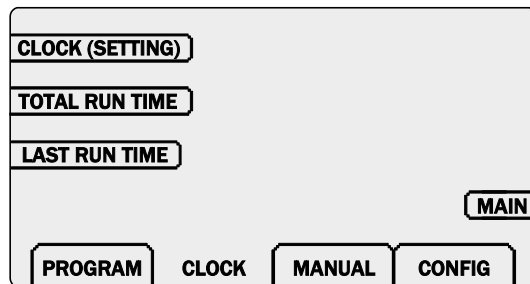 CLOCK (SETTING)
TOTAL RUN TIME
LAST RUN TIME
MAIN
PROGRAM CLOCK MANUAL CONFIG